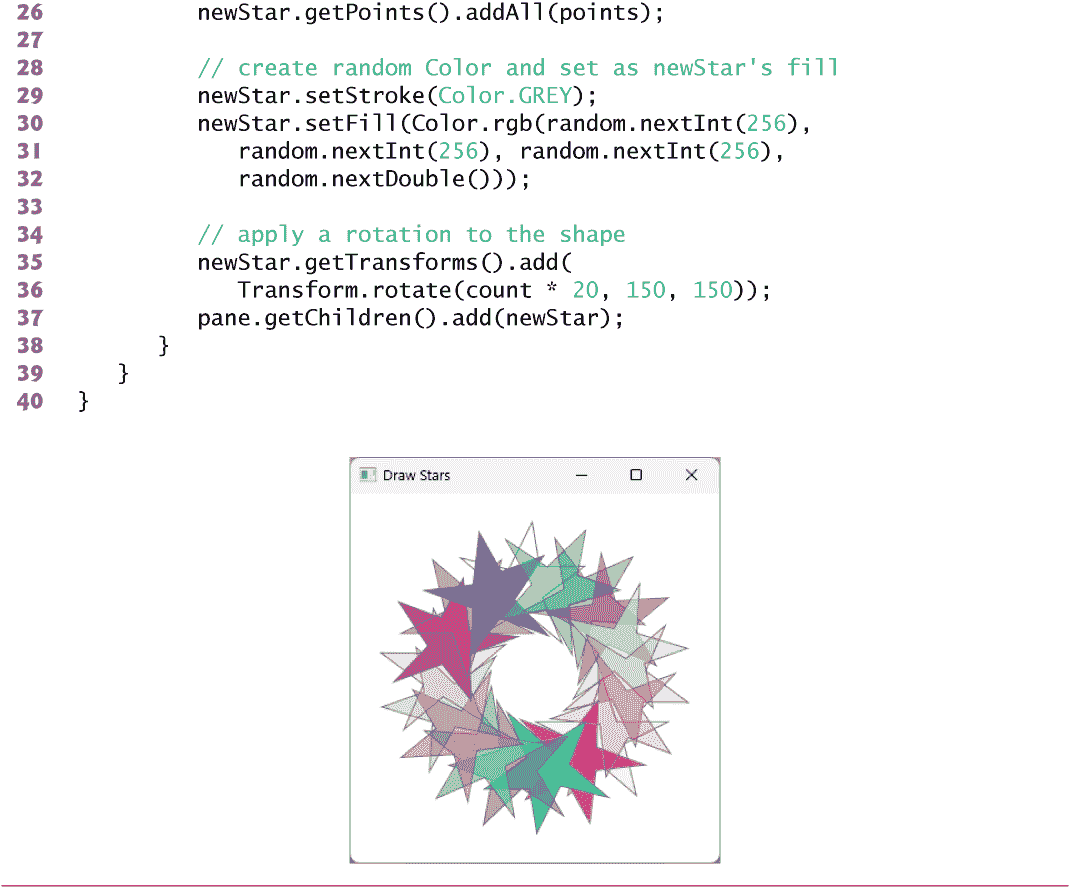 26 newStar.getPoints().addAll(points);
27
28 // create random Color and set as newStar's fill
29 newStar.setStroke(Color.GREY);
30 newStar.setFill(Color.rgb(random.nextInt(256),
31 random.nextInt(256), random.nextInt(256),
32 random.nextDouble()));
33
34 // apply a rotation to the shape
35 newStar.getTransforms().add(
36 Transform.rotate(count * 20, 150, 150));
37 pane.getChildren().add(newStar);
38 }
39 }
40 }
Draw Stars